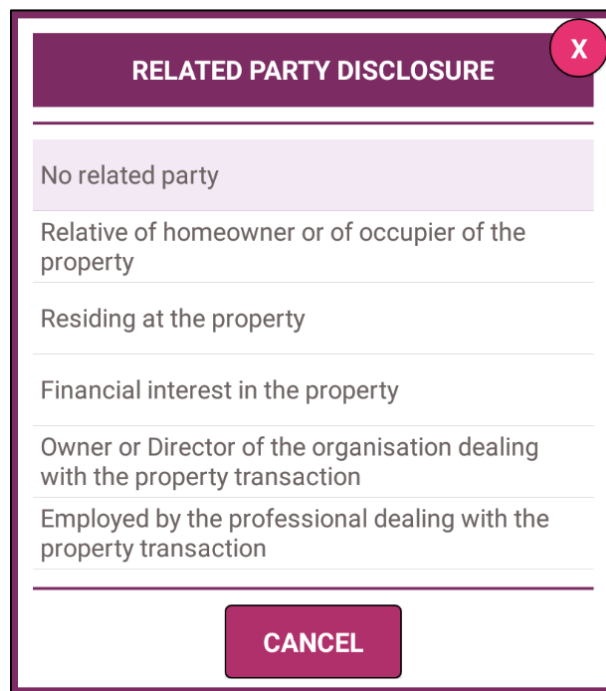 X
RELATED PARTY DISCLOSURE
No related party
Relative of homeowner or of occupier of the
property
Residing at the property
Financial interest in the property
Owner or Director of the organisation dealing
with the property transaction
Employed by the professional dealing with the
property transaction
CANCEL